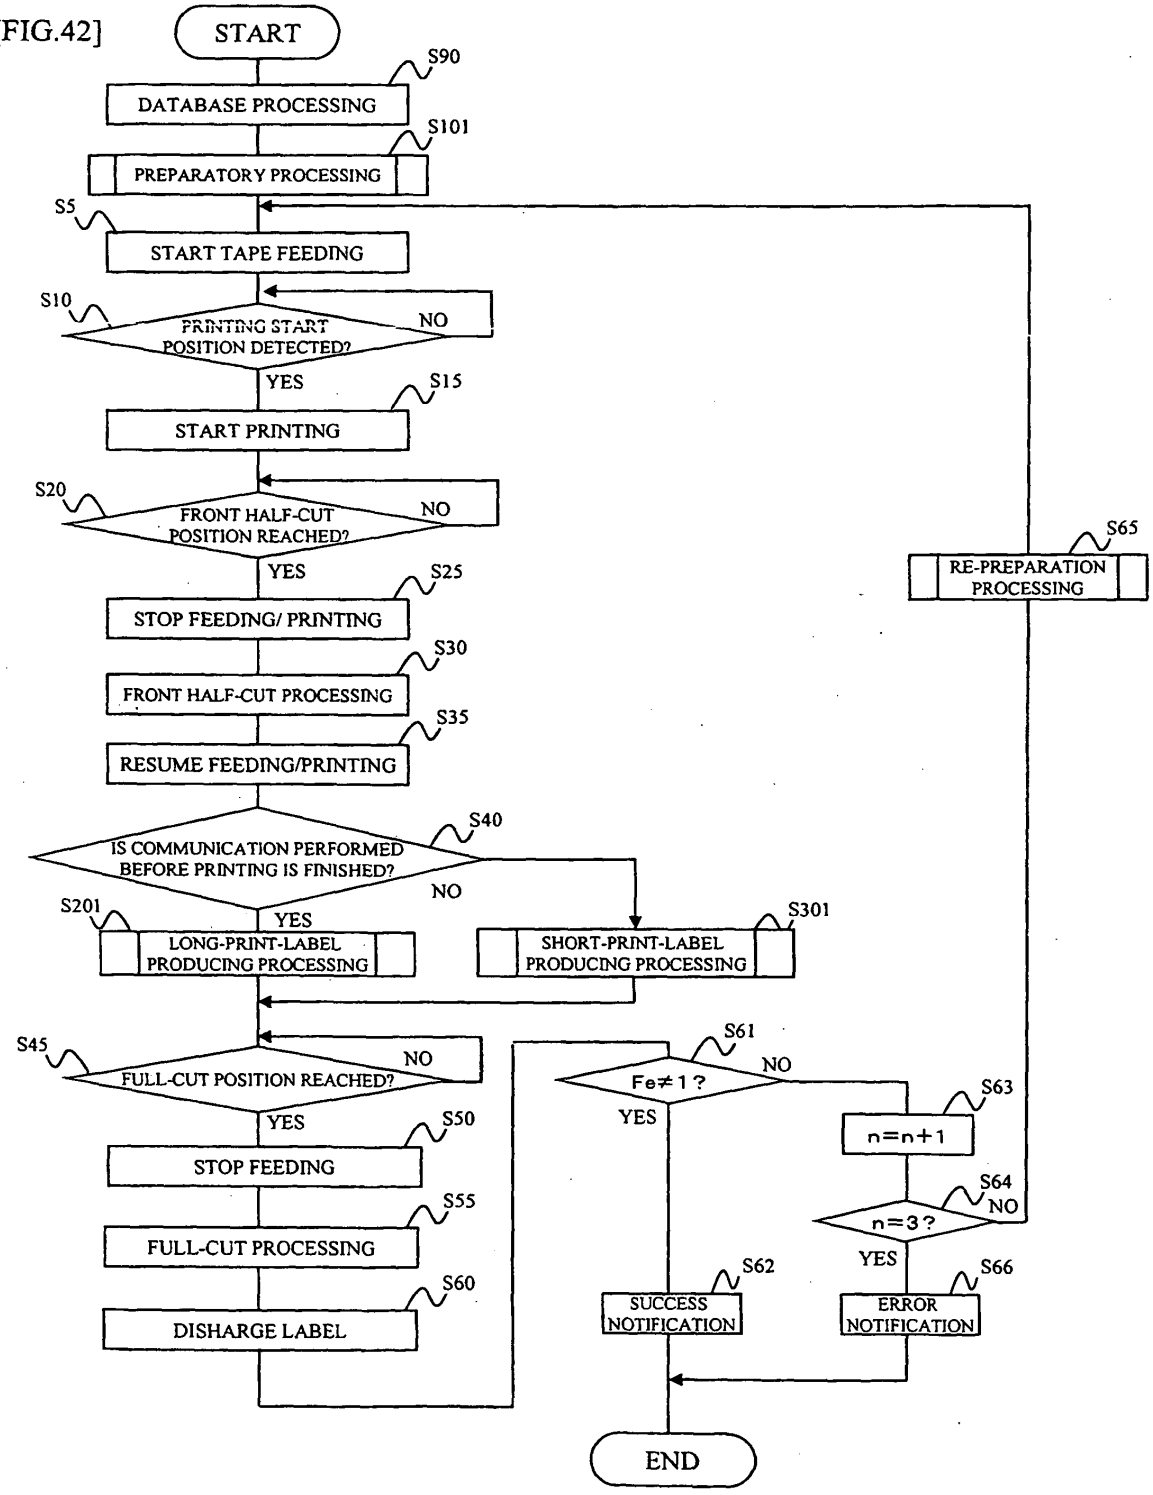 [FIG.42]
START
S90
DATABASE PROCESSING
S101
PREPARATORY PROCESSING
S5
START TAPE FEEDING
S10
PRINTING START
POSITION DETECTED?
NO
YES
S15
START PRINTING
S20
FRONT HALF-CUT
POSITION REACHED?
NO
YES
S25
STOP FEEDING/ PRINTING
S30
FRONT HALF-CUT PROCESSING
S35
RESUME FEEDING/PRINTING
S40
IS COMMUNICATION PERFORMED
BEFORE PRINTING IS FINISHED?
NO
YES
S201
LONG-PRINT-LABEL
PRODUCING PROCESSING
S301
SHORT-PRINT-LABEL
PRODUCING PROCESSING
S45
FULL-CUT POSITION REACHED?
NO
YES
S50
STOP FEEDING
S55
FULL-CUT PROCESSING
S60
DISHARGE LABEL
S61
Fe≠1?
NO
YES
S62
SUCCESS
NOTIFICATION
S63
n=n+1
S64
n=3?
NO
YES
S66
ERROR
NOTIFICATION
S65
RE-PREPARATION
PROCESSING
END